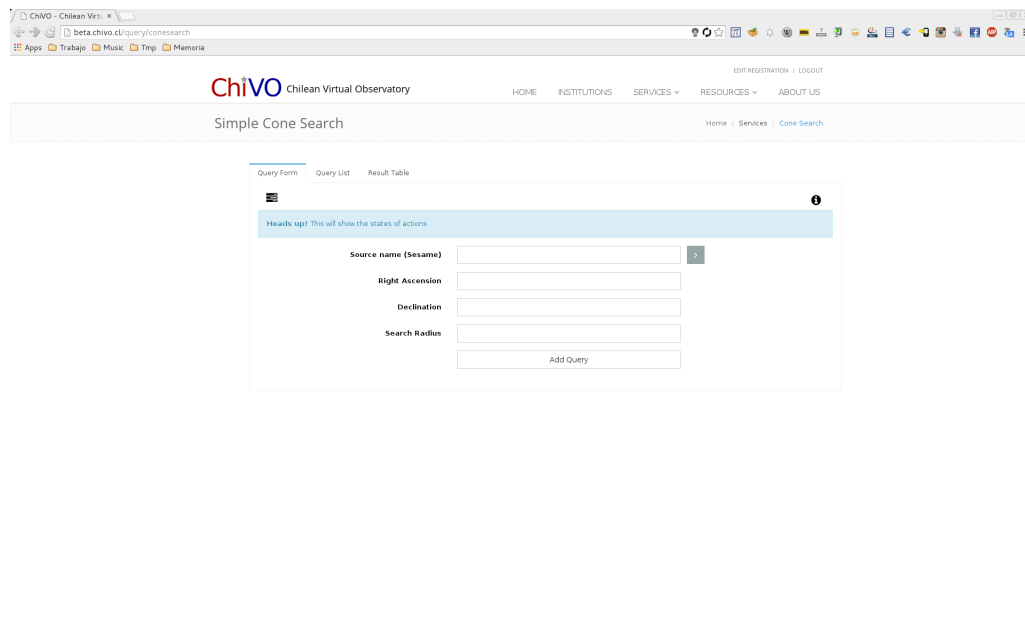 ChiVO - Chilean Virt
beta.chivo.cl/query/conesearch
Apps Trabajo Music Tmp Memoria
EDIT REGISTRATION | LOGOUT
ChiVO Chilean Virtual Observatory
HOME INSTITUTIONS SERVICES RESOURCES ABOUT US
Simple Cone Search
Home / Services / Cone Search
Query Form Query List Result Table
Heads up! This will show the states of actions
Source name (Sesame)
Right Ascension
Declination
Search Radius
Add Query